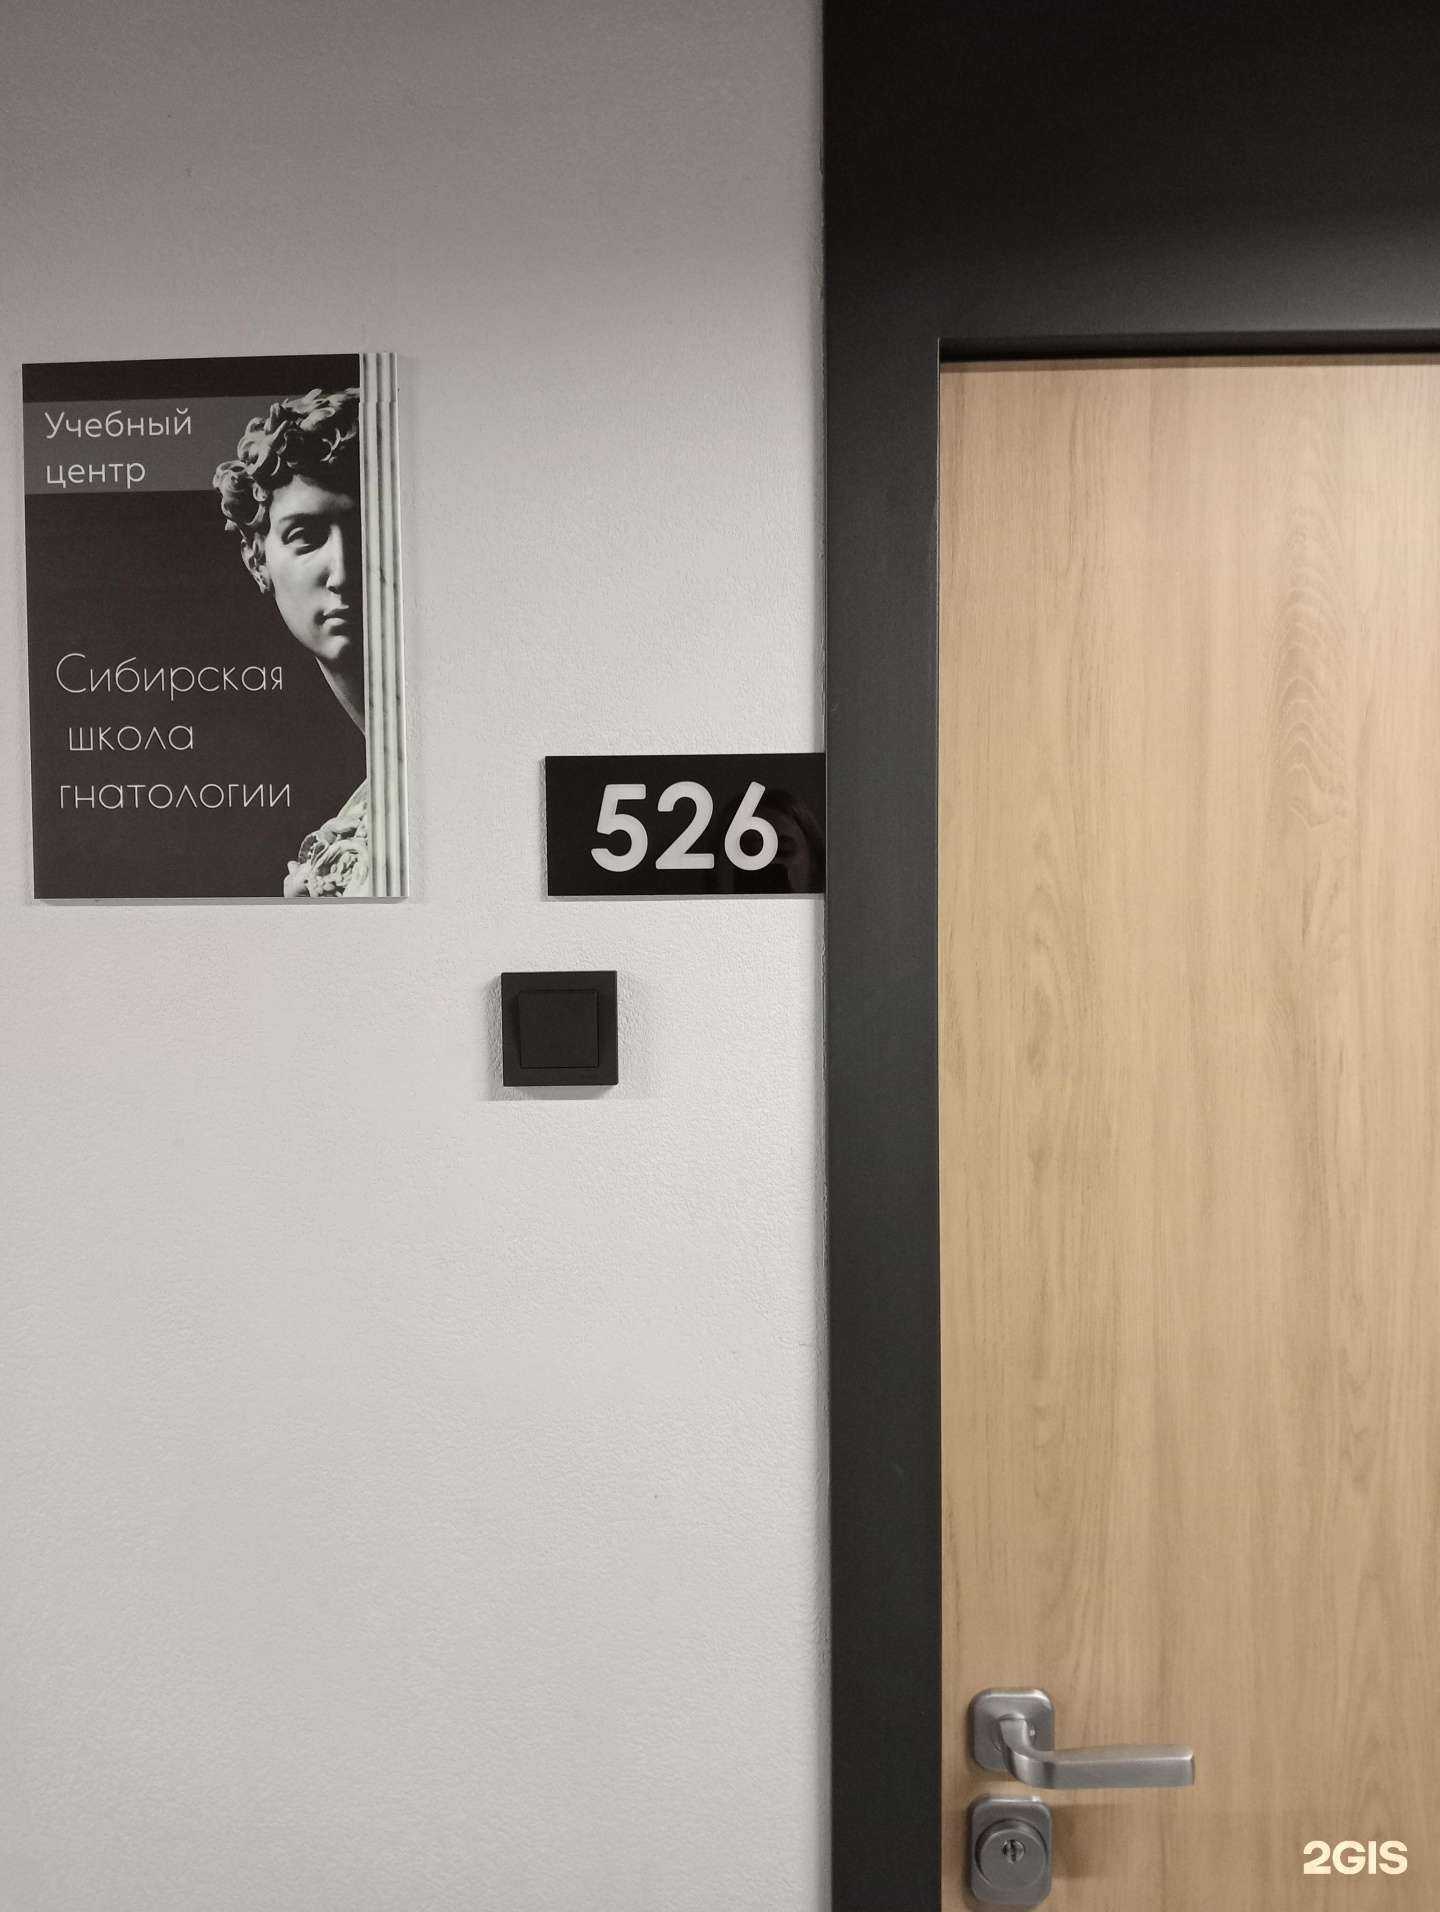 Учебный
центр
Сибирская
школа
гнатологии
526
2GIS